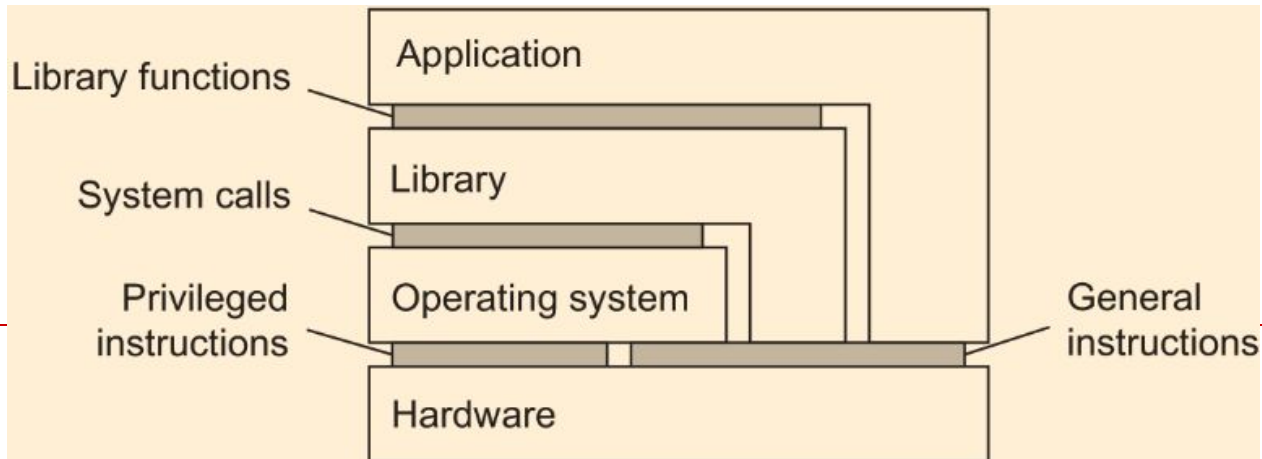 Application
Library functions
Library
System calls
Operating system
Privileged
instructions
General
instructions
Hardware